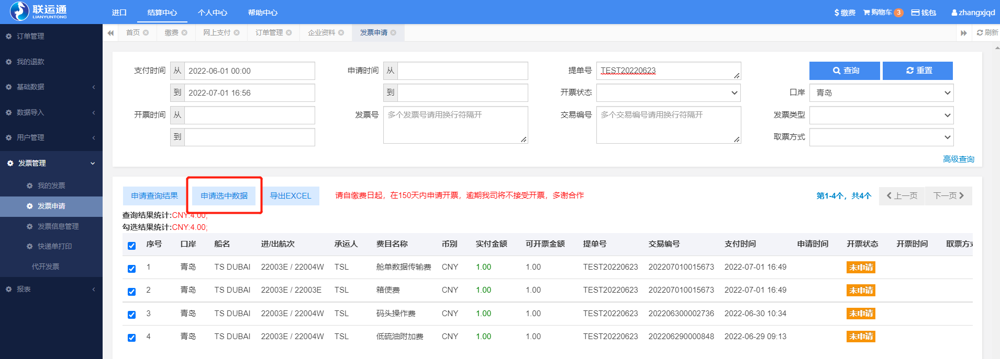 联运通
LIANYUNTONG
进口 结算中心 个人中心 帮助中心
$ 缴费 购物车 3 钱包 zhangxjqd
首页 缴费 网上支付 订单管理 企业资料 发票申请 刷新
订单管理
我的退款
基础数据
数据导入
用户管理
发票管理
我的发票
发票申请
发票信息管理
快递单打印
代开发票
报表
支付时间 从 2022-06-01 00:00 申请时间 从 提单号 TEST20220623 查询 重置
到 2022-07-01 16:56 到 开票状态 口岸 青岛
开票时间 从 发票号 多个发票号请用换行符隔开 交易编号 多个交易编号请用换行符隔开 发票类型
到 取票方式
高级查询
申请查询结果 申请选中数据 导出EXCEL 请自缴费日起，在150天内申请开票，逾期我司将不接受开票，多谢合作 第1-4个，共4个 上一页 下一页
查询结果统计:CNY:4.00;
勾选结果统计:CNY:4.00;
序号 口岸 船名 进/出航次 承运人 费目名称 币别 实付金额 可开票金额 提单号 交易编号 支付时间 申请时间 开票状态 开票时间 取票方式
1 青岛 TS DUBAI 22003E / 22004W TSL 舱单数据传输费 CNY 1.00 1.00 TEST20220623 202207010015673 2022-07-01 16:49 未申请
2 青岛 TS DUBAI 22003E / 22003E TSL 箱使费 CNY 1.00 1.00 TEST20220623 202207010015673 2022-07-01 16:49 未申请
3 青岛 TS DUBAI 22003E / 22004W TSL 码头操作费 CNY 1.00 1.00 TEST20220623 202206300002736 2022-06-30 10:34 未申请
4 青岛 TS DUBAI 22003E / 22004W TSL 低硫油附加费 CNY 1.00 1.00 TEST20220623 202206290000848 2022-06-29 09:13 未申请